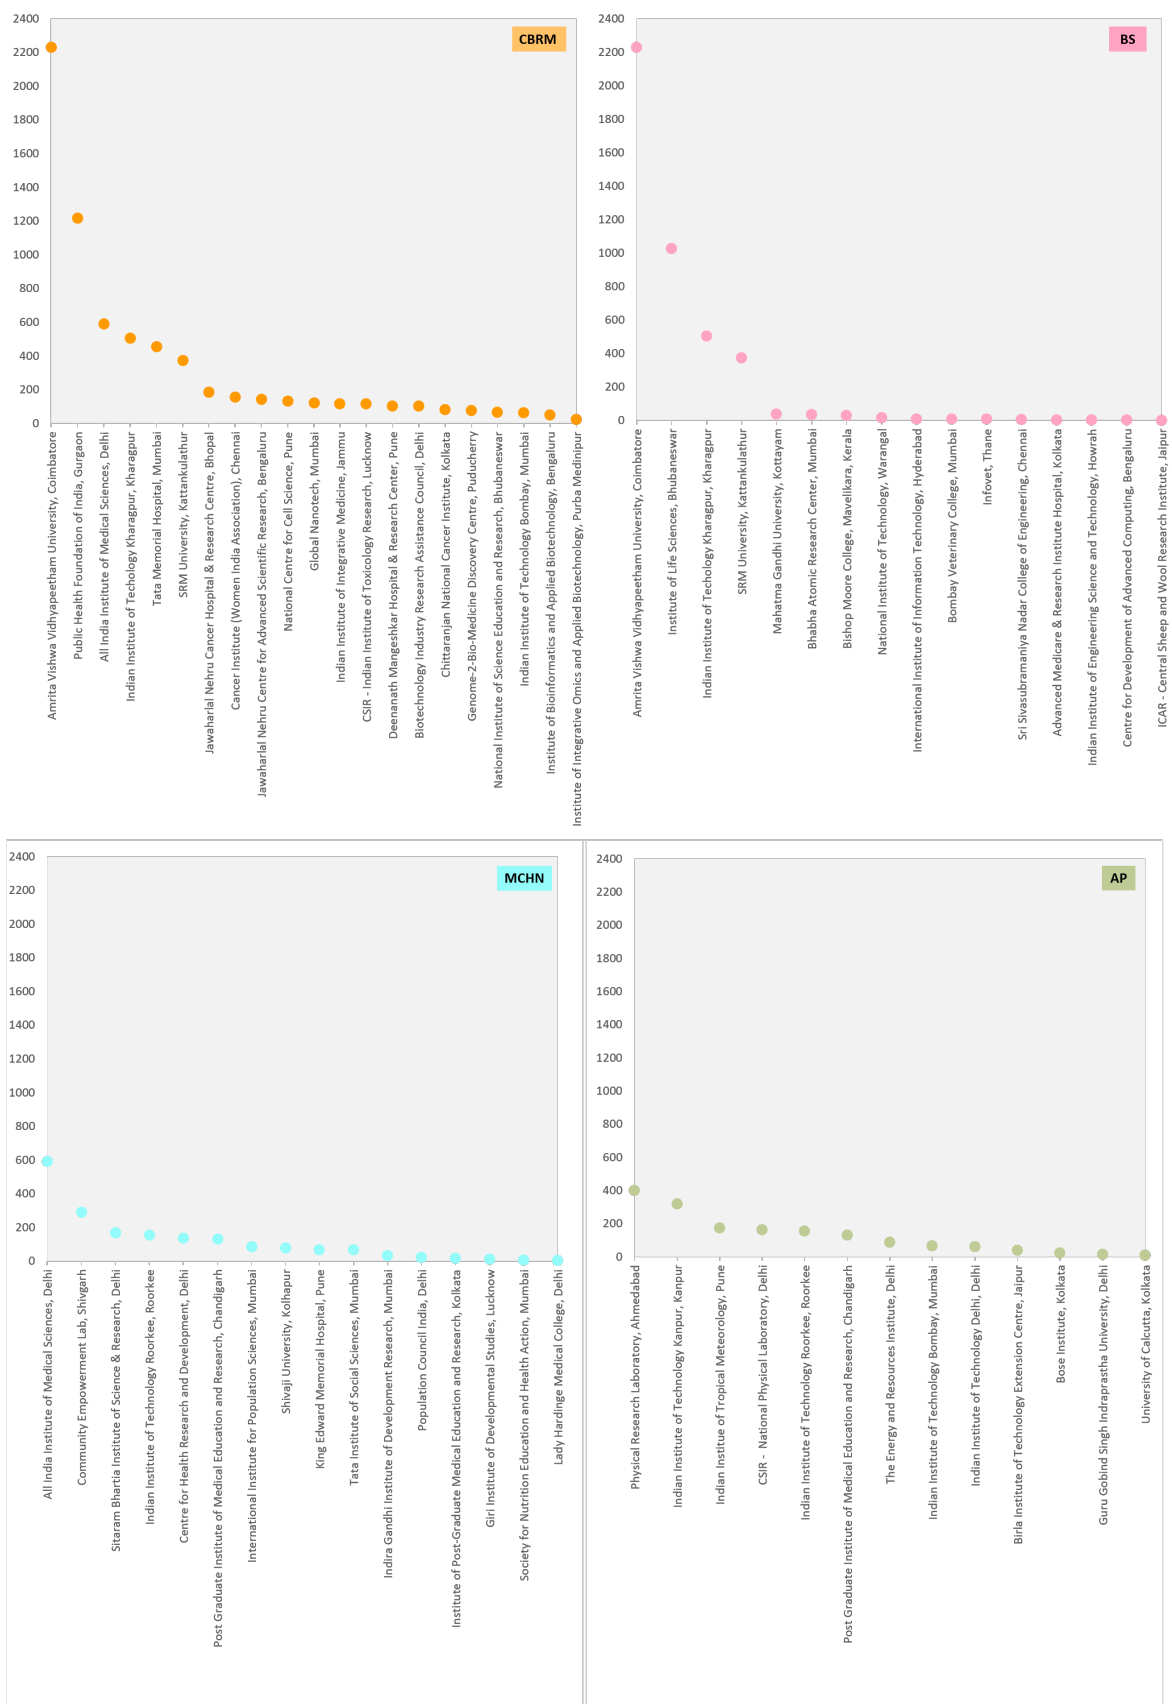 CBRM
2400
2200
2000
1800
1600
1400
1200
1000
800
600
400
200
0
Amrita Vishwa Vidhyapeetham University, Coimbatore
Public Health Foundation of India, Gurgaon
All India Institute of Medical Sciences, Delhi
Indian Institute of Techology Kharagpur, Kharagpur
Tata Memorial Hospital, Mumbai
SRM University, Kattankulathur
Jawaharlal Nehru Cancer Hospital & Research Centre, Bhopal
Cancer Institute (Women India Association), Chennai
Jawaharlal Nehru Centre for Advanced Scientific Research, Bengaluru
National Centre for Cell Science, Pune
Global Nanotech, Mumbai
Indian Institute of Integrative Medicine, Jammu
CSIR - Indian Institute of Toxicology Research, Lucknow
Deenanath Mangeshkar Hospital & Research Center, Pune
Biotechnology Industry Research Assistance Council, Delhi
Chittaranjan National Cancer Institute, Kolkata
Genome-2-Bio-Medicine Discovery Centre, Puducherry
National Institute of Science Education and Research, Bhubaneswar
Indian Institute of Technology Bombay, Mumbai
Institute of Bioinformatics and Applied Biotechnology, Bengaluru
Institute of Integrative Omics and Applied Biotechnology, Purba Medinipur
BS
2400
2200
2000
1800
1600
1400
1200
1000
800
600
400
200
0
Amrita Vishwa Vidhyapeetham University, Coimbatore
Institute of Life Sciences, Bhubaneswar
Indian Institute of Techology Kharagpur, Kharagpur
SRM University, Kattankulathur
Mahatma Gandhi University, Kottayam
Bhabha Atomic Research Center, Mumbai
Bishop Moore College, Mavelikara, Kerala
National Institute of Technology, Warangal
International Institute of Information Technology, Hyderabad
Bombay Veterinary College, Mumbai
Infovet, Thane
Sri Sivasubramaniya Nadar College of Engineering, Chennai
Advanced Medicare & Research Institute Hospital, Kolkata
Indian Institute of Engineering Science and Technology, Howrah
Centre for Development of Advanced Computing, Bengaluru
ICAR - Central Sheep and Wool Research Institute, Jaipur
MCHN
2400
2200
2000
1800
1600
1400
1200
1000
800
600
400
200
0
All India Institute of Medical Sciences, Delhi
Community Empowerment Lab, Shivgarh
Sitaram Bhartia Institute of Science & Research, Delhi
Indian Institute of Technology Roorkee, Roorkee
Centre for Health Research and Development, Delhi
Post Graduate Institute of Medical Education and Research, Chandigarh
International Institute for Population Sciences, Mumbai
Shivaji University, Kolhapur
King Edward Memorial Hospital, Pune
Tata Institute of Social Sciences, Mumbai
Indira Gandhi Institute of Development Research, Mumbai
Population Council India, Delhi
Institute of Post-Graduate Medical Education and Research, Kolkata
Giri Institute of Developmental Studies, Lucknow
Society for Nutrition Education and Health Action, Mumbai
Lady Hardinge Medical College, Delhi
AP
2400
2200
2000
1800
1600
1400
1200
1000
800
600
400
200
0
Physical Research Laboratory, Ahmedabad
Indian Institute of Technology Kanpur, Kanpur
Indian Institue of Tropical Meteorology, Pune
CSIR - National Physical Laboratory, Delhi
Indian Institute of Technology Roorkee, Roorkee
Post Graduate Institute of Medical Education and Research, Chandigarh
The Energy and Resources Institute, Delhi
Indian Institute of Technology Bombay, Mumbai
Indian Institute of Technology Delhi, Delhi
Birla Institute of Technology Extension Centre, Jaipur
Bose Institute, Kolkata
Guru Gobind Singh Indraprastha University, Delhi
University of Calcutta, Kolkata